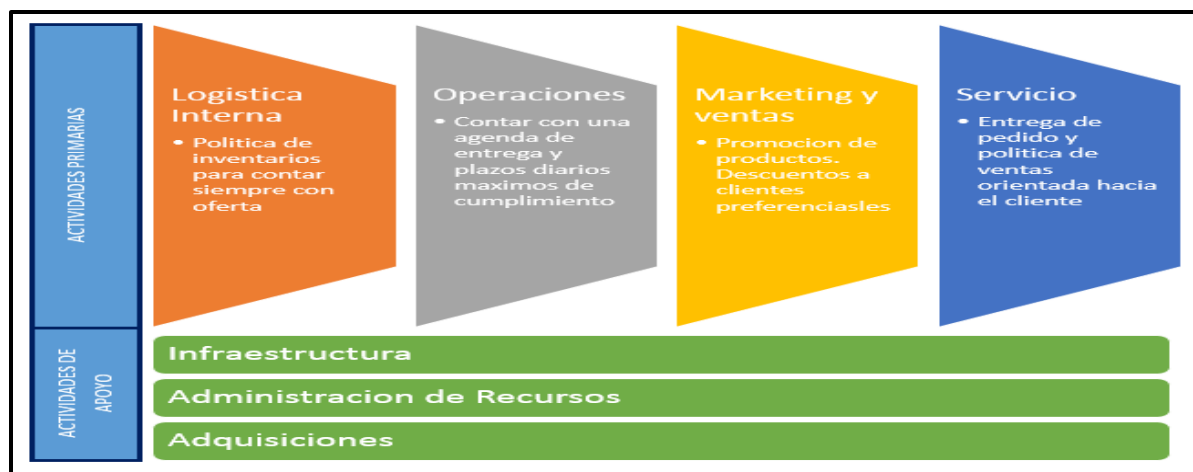 ACTIVIDADES PRIMARIAS
Logistica
Interna
• Politica de
inventarios
para contar
siempre con
oferta
Operaciones
• Contar con una
agenda de
entrega y
plazos diarios
maximos de
cumplimiento
Marketing y
ventas
• Promocion de
productos.
Descuentos a
clientes
preferenciasles
Servicio
• Entrega de
pedido y
politica de
ventas
orientada hacia
el cliente
ACTIVIDADES DE
APOYO
Infraestructura
Administracion de Recursos
Adquisiciones